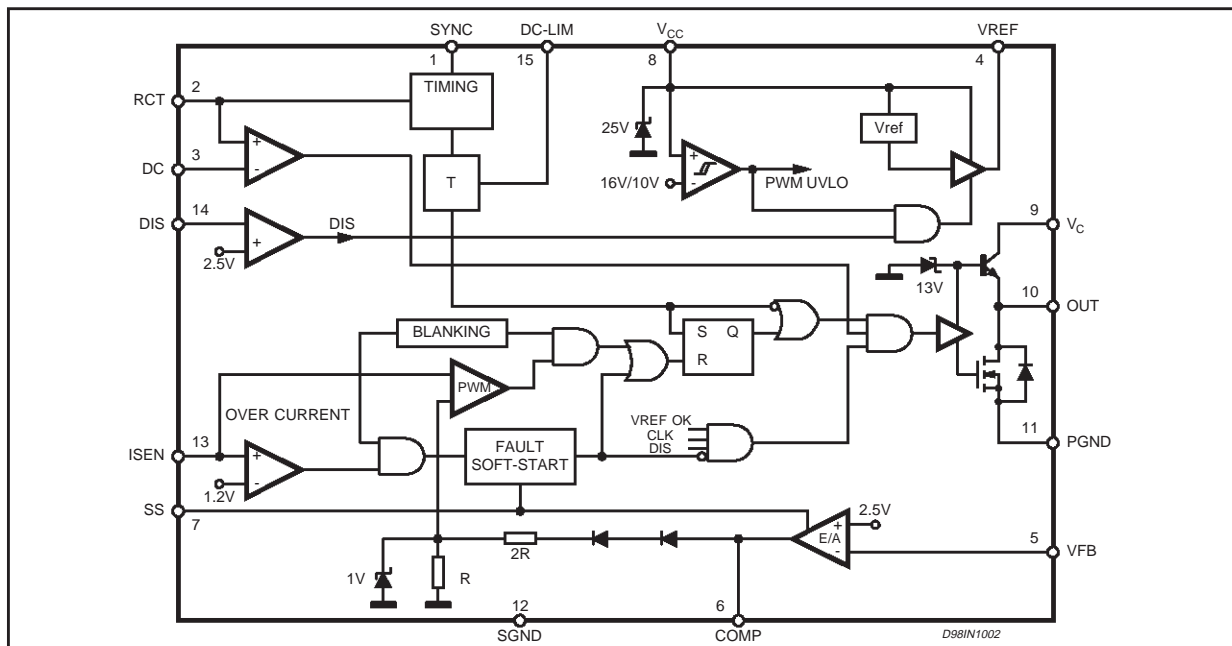 SYNC DC-LIM VCC VREF
1 15 8 4
RCT 2
TIMING
25V
Vref
+
-
DC 3
T
+
-
16V/10V
PWM UVLO
DIS 14
DIS
+
2.5V
9 VC
13V
10 OUT
BLANKING
S Q
R
PWM
OVER CURRENT
VREF OK
CLK
DIS
11 PGND
ISEN 13
+
-
1.2V
FAULT
SOFT-START
SS
7
2.5V
+
E/A
-
5 VFB
2R
1V
R
12
SGND
6
COMP
D98IN1002